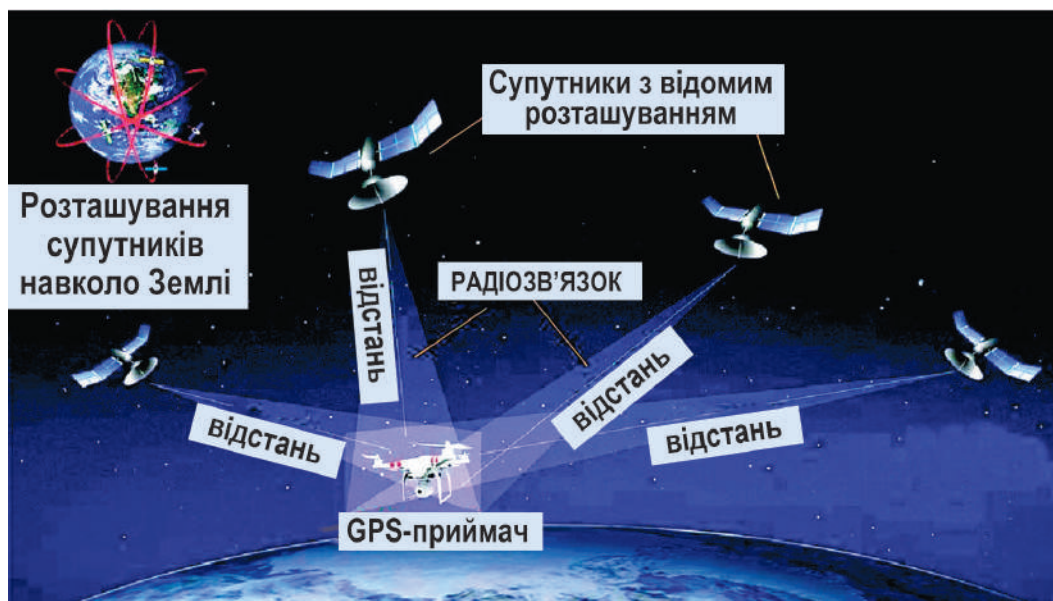 Супутники з відомим
розташуванням
Розташування
супутників
навколо Землі
РАДІОЗВ’ЯЗОК
відстань
відстань
відстань
відстань
GPS-приймач